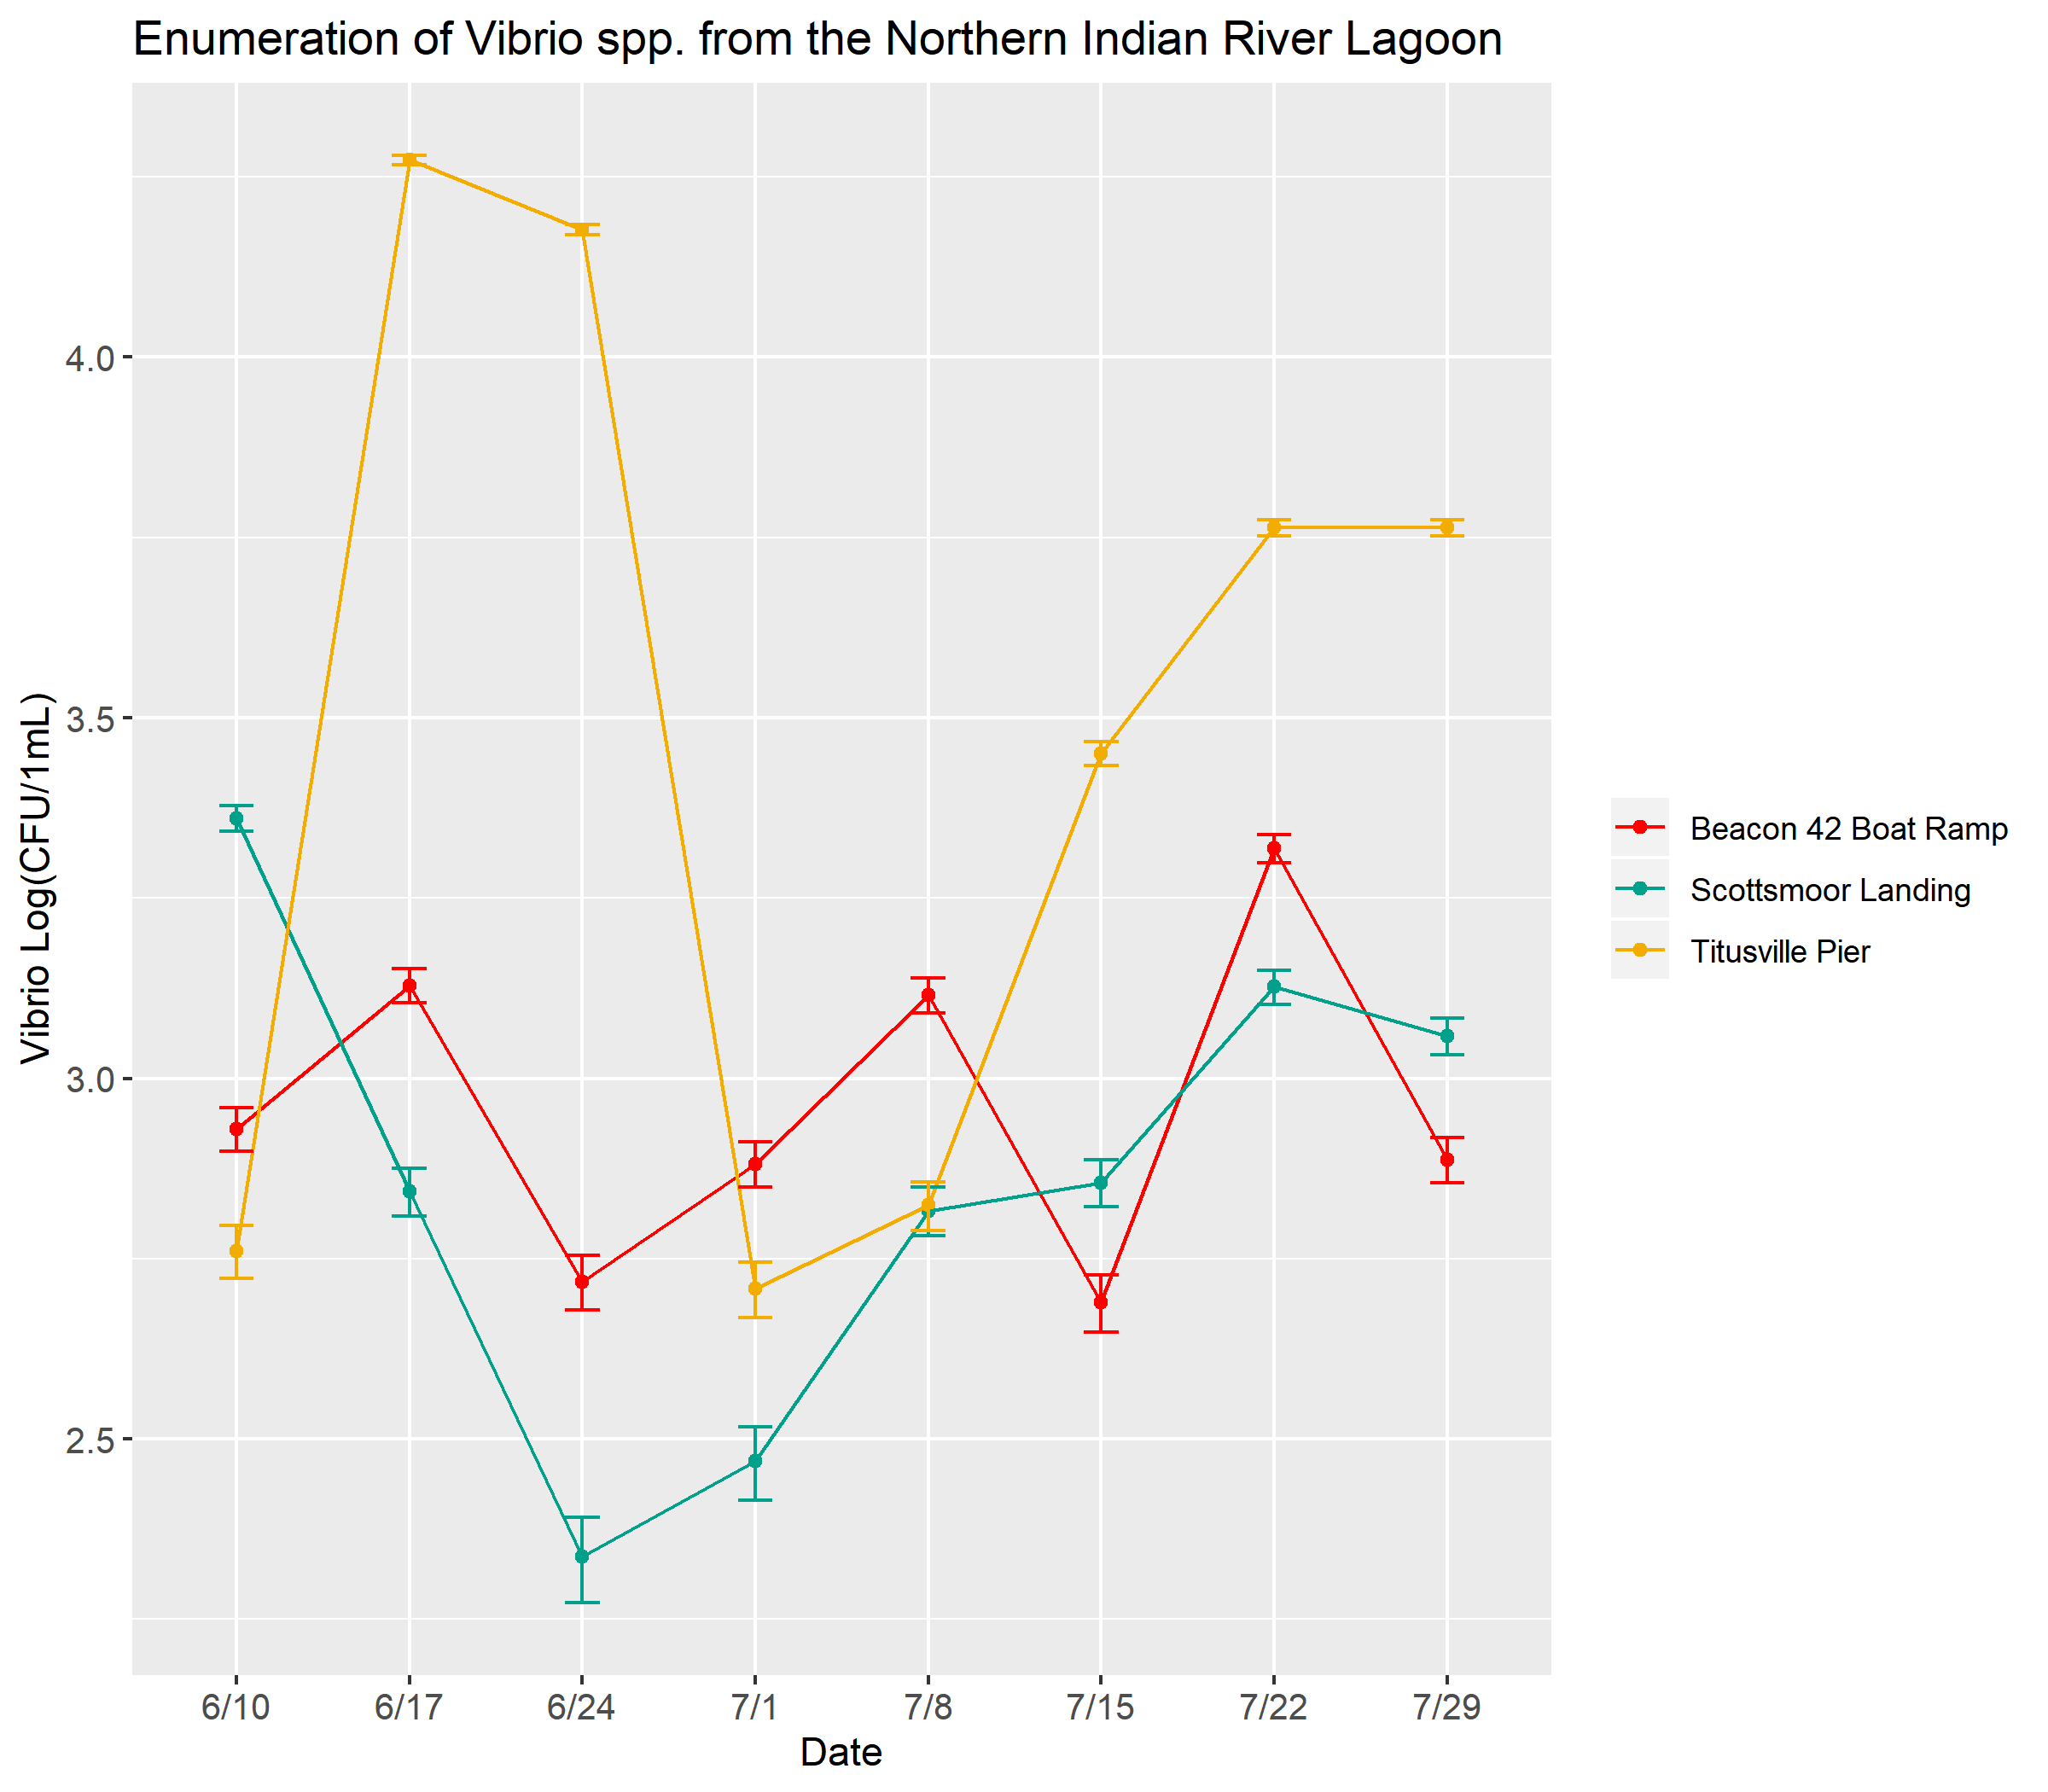 Enumeration of Vibrio spp. from the Northern Indian River Lagoon
Vibrio Log(CFU/1mL)
4.0
3.5
3.0
2.5
6/10 6/17 6/24 7/1 7/8 7/15 7/22 7/29
Date
Beacon 42 Boat Ramp
Scottsmoor Landing
Titusville Pier